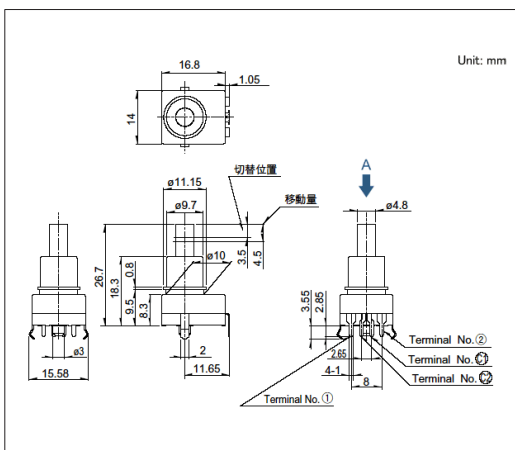 Unit: mm
16.8
1.05
14
切替位置
A
ø11.15
ø4.8
ø9.7
移動量
3.5
4.5
ø10
26.7
18.3
0.8
9.5
8.3
3.55
2.85
Terminal No.②
ø3
2
2.65
Terminal No.
15.58
11.65
4-1
8
Terminal No.
Terminal No.①